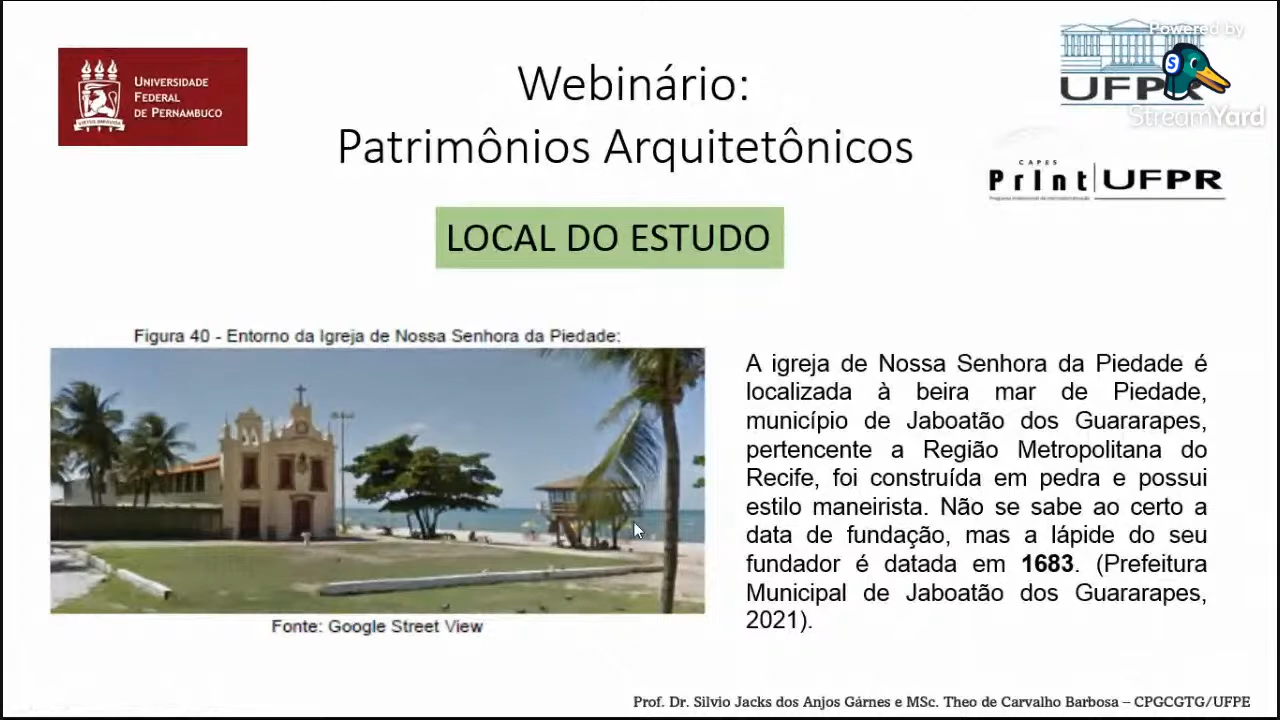 UNIVERSIDADE
FEDERAL
DE PERNAMBUCO
Webinário:
Patrimônios Arquitetônicos
Powered by
StreamYard
UFPR
CAPES
PrInt UFPR
LOCAL DO ESTUDO
Figura 40 - Entorno da Igreja de Nossa Senhora da Piedade:
Fonte: Google Street View
A igreja de Nossa Senhora da Piedade é
localizada à beira mar de Piedade,
município de Jaboatão dos Guararapes,
pertencente a Região Metropolitana do
Recife, foi construída em pedra e possui
estilo maneirista. Não se sabe ao certo a
data de fundação, mas a lápide do seu
fundador é datada em 1683. (Prefeitura
Municipal de Jaboatão dos Guararapes,
2021).
Prof. Dr. Silvio Jacks dos Anjos Gárnes e MSc. Theo de Carvalho Barbosa – CPGCGTG/UFPE